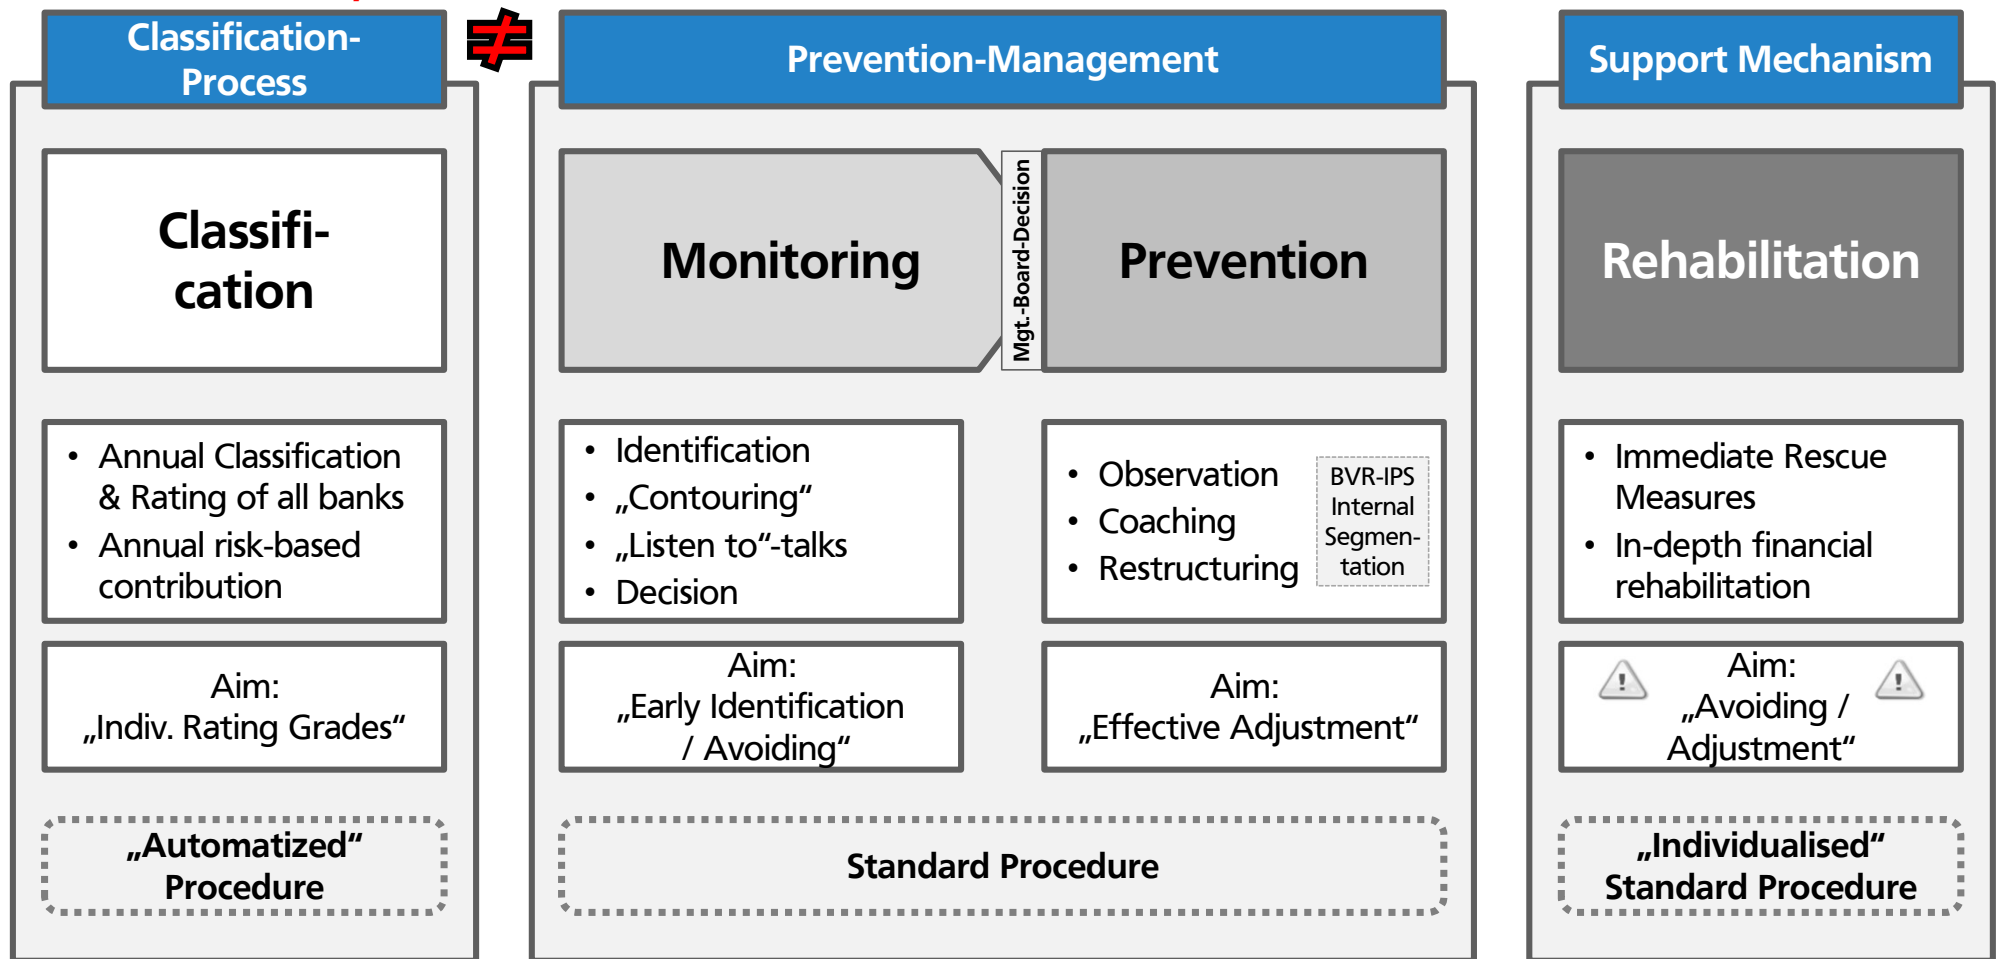 Classification-
Process
≠
Prevention-Management
Support Mechanism
Classifi-
cation
Monitoring
Mgt.-Board-Decision
Prevention
Rehabilitation
• Annual Classification
& Rating of all banks
• Annual risk-based
contribution
• Identification
• „Contouring“
• „Listen to“-talks
• Decision
• Observation
• Coaching
• Restructuring
BVR-IPS
Internal
Segmen-
tation
• Immediate Rescue
Measures
• In-depth financial
rehabilitation
Aim:
„Indiv. Rating Grades“
Aim:
„Early Identification
/ Avoiding“
Aim:
„Effective Adjustment“
Aim:
„Avoiding /
Adjustment“
„Automatized“
Procedure
Standard Procedure
„Individualised“
Standard Procedure